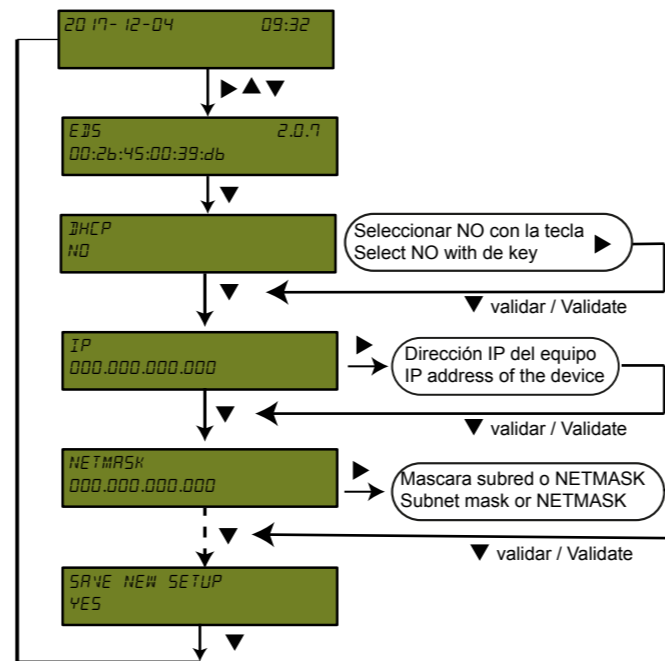 2017-12-04 09:32
EDS 2.0.7
00:2b:45:00:39:db
DHCP
NO
Seleccionar NO con la tecla
Select NO with de key
validar / Validate
IP
000.000.000.000
Dirección IP del equipo
IP address of the device
validar / Validate
NETMASK
000.000.000.000
Mascara subred o NETMASK
Subnet mask or NETMASK
validar / Validate
SAVE NEW SETUP
YES